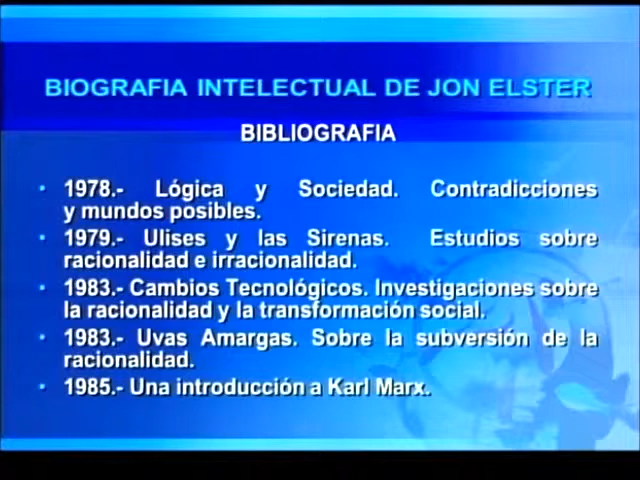 BIOGRAFIA INTELECTUAL DE JON ELSTER
BIBLIOGRAFIA
• 1978.- Lógica y Sociedad. Contradicciones
y mundos posibles.
• 1979.- Ulises y las Sirenas. Estudios sobre
racionalidad e irracionalidad.
• 1983.- Cambios Tecnológicos. Investigaciones sobre
la racionalidad y la transformación social.
• 1983.- Uvas Amargas. Sobre la subversión de la
racionalidad.
• 1985.- Una introducción a Karl Marx.